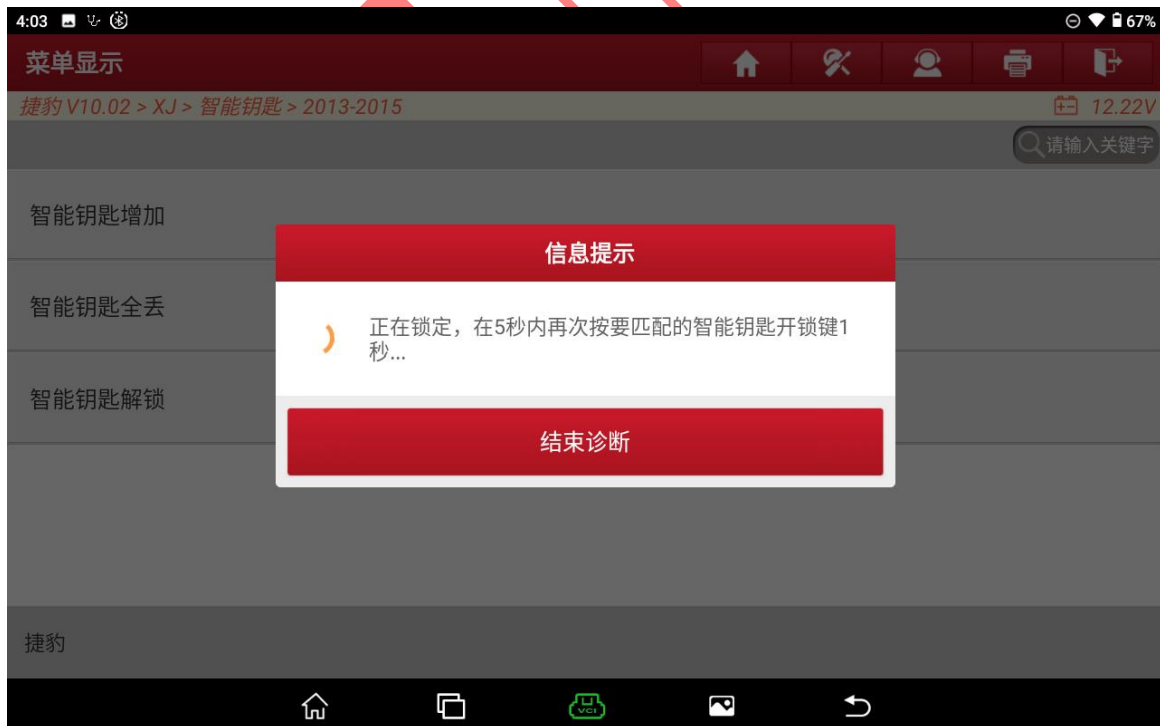 4:03
67%
菜单显示
捷豹 V10.02 > XJ > 智能钥匙 > 2013-2015
12.22V
请输入关键字
智能钥匙增加
信息提示
智能钥匙全丢
正在锁定，在5秒内再次按要匹配的智能钥匙开锁键1
秒...
智能钥匙解锁
结束诊断
捷豹
VCI